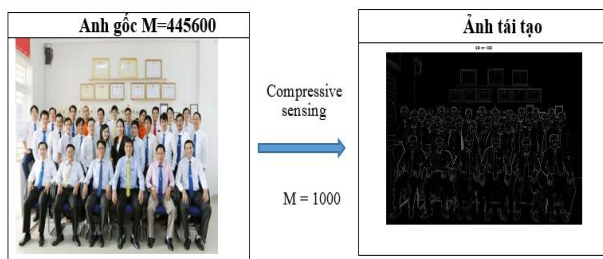 Anh gốc M=445600
Ảnh tái tạo
Compressive
sensing
M = 1000